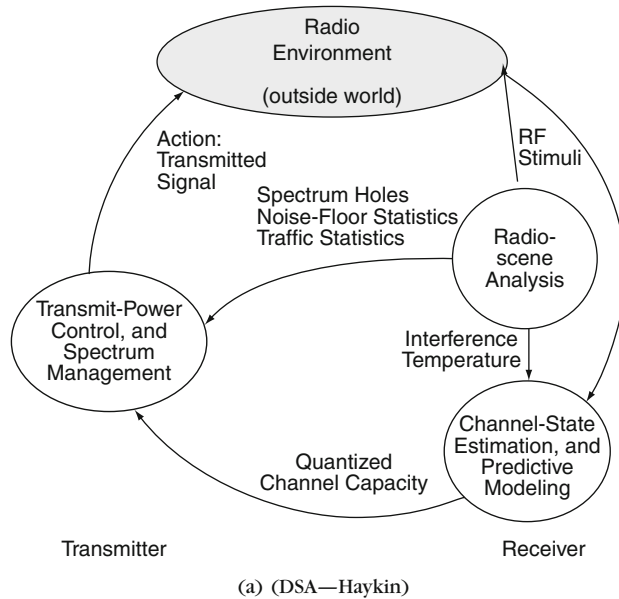 Radio
Environment
(outside world)
Action:
Transmitted
Signal
RF
Stimuli
Spectrum Holes
Noise-Floor Statistics
Traffic Statistics
Radio-
scene
Analysis
Transmit-Power
Control, and
Spectrum
Management
Interference
Temperature
Channel-State
Estimation, and
Predictive
Modeling
Quantized
Channel Capacity
Transmitter
Receiver
(a) (DSA—Haykin)